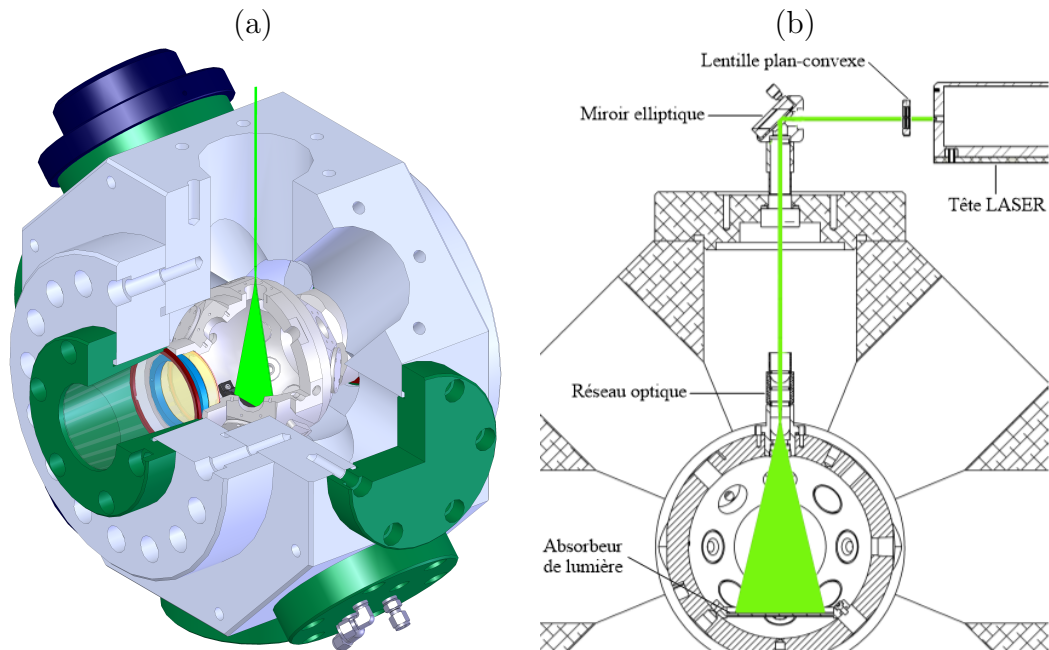 (a)
(b)
Lentille plan-convexe
Miroir elliptique
Tête LASER
Réseau optique
Absorbeur
de lumière